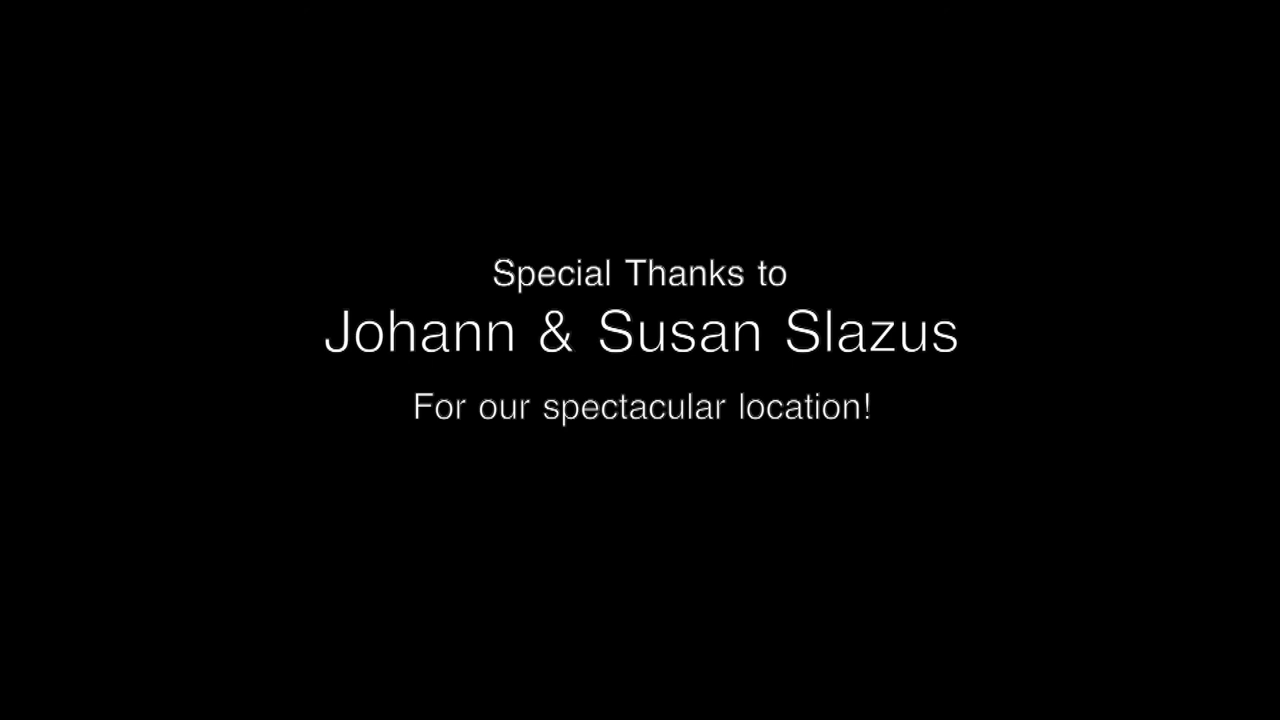 Special Thanks to
Johann & Susan Slazus
For our spectacular location!